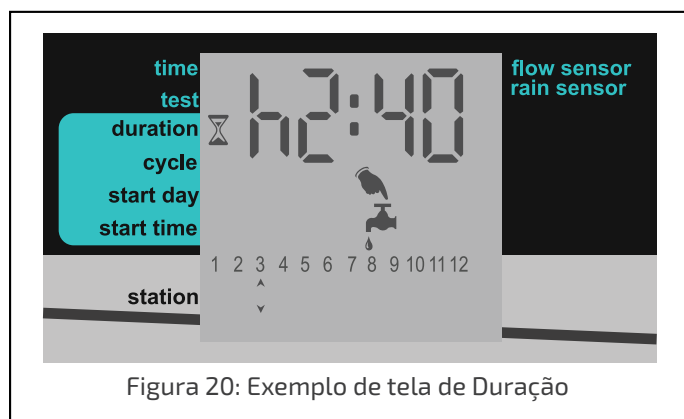 time
test
duration
cycle
start day
start time
h2:40
flow sensor
rain sensor
1 2 3 4 5 6 7 8 9 10 11 12
station
Figura 20: Exemplo de tela de Duração